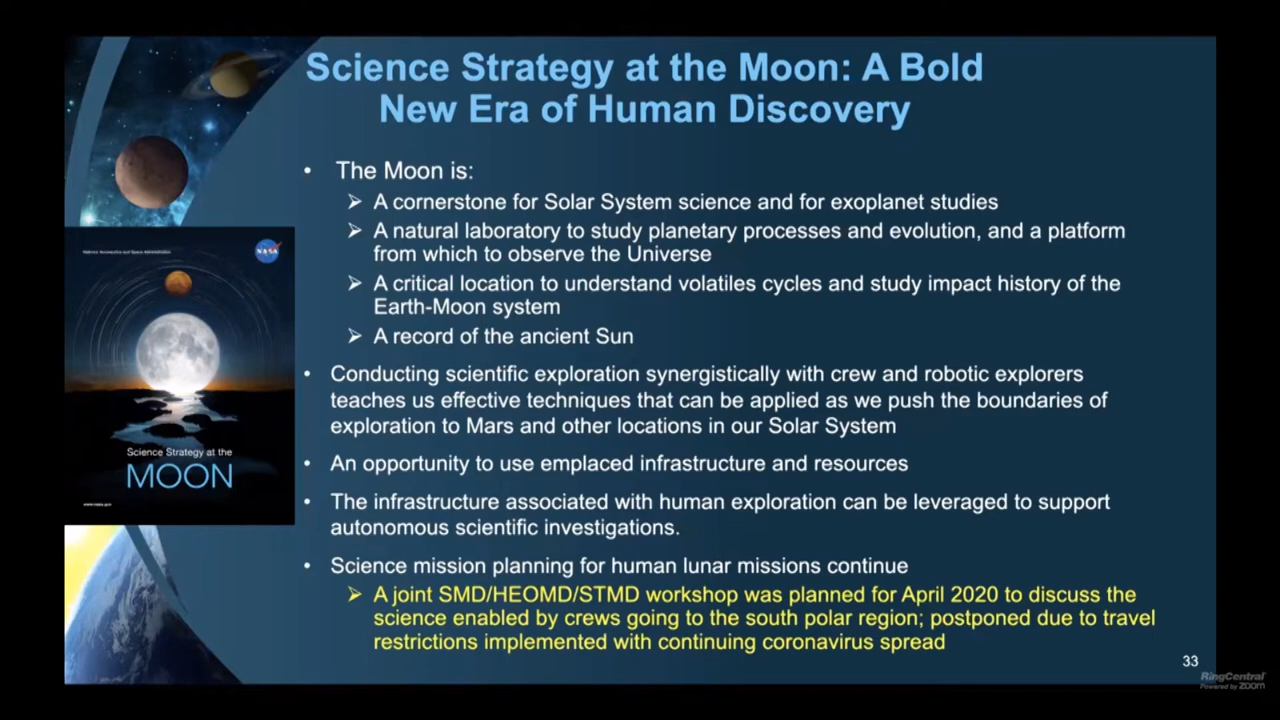 Science Strategy at the Moon: A Bold
New Era of Human Discovery
• The Moon is:
➢ A cornerstone for Solar System science and for exoplanet studies
➢ A natural laboratory to study planetary processes and evolution, and a platform
from which to observe the Universe
➢ A critical location to understand volatiles cycles and study impact history of the
Earth-Moon system
➢ A record of the ancient Sun
• Conducting scientific exploration synergistically with crew and robotic explorers
teaches us effective techniques that can be applied as we push the boundaries of
exploration to Mars and other locations in our Solar System
• An opportunity to use emplaced infrastructure and resources
• The infrastructure associated with human exploration can be leveraged to support
autonomous scientific investigations.
• Science mission planning for human lunar missions continue
➢ A joint SMD/HEOMD/STMD workshop was planned for April 2020 to discuss the
science enabled by crews going to the south polar region; postponed due to travel
restrictions implemented with continuing coronavirus spread
National Aeronautics and Space Administration
NASA
Science Strategy at the
MOON
www.nasa.gov
33
RingCentral
Powered by zoom